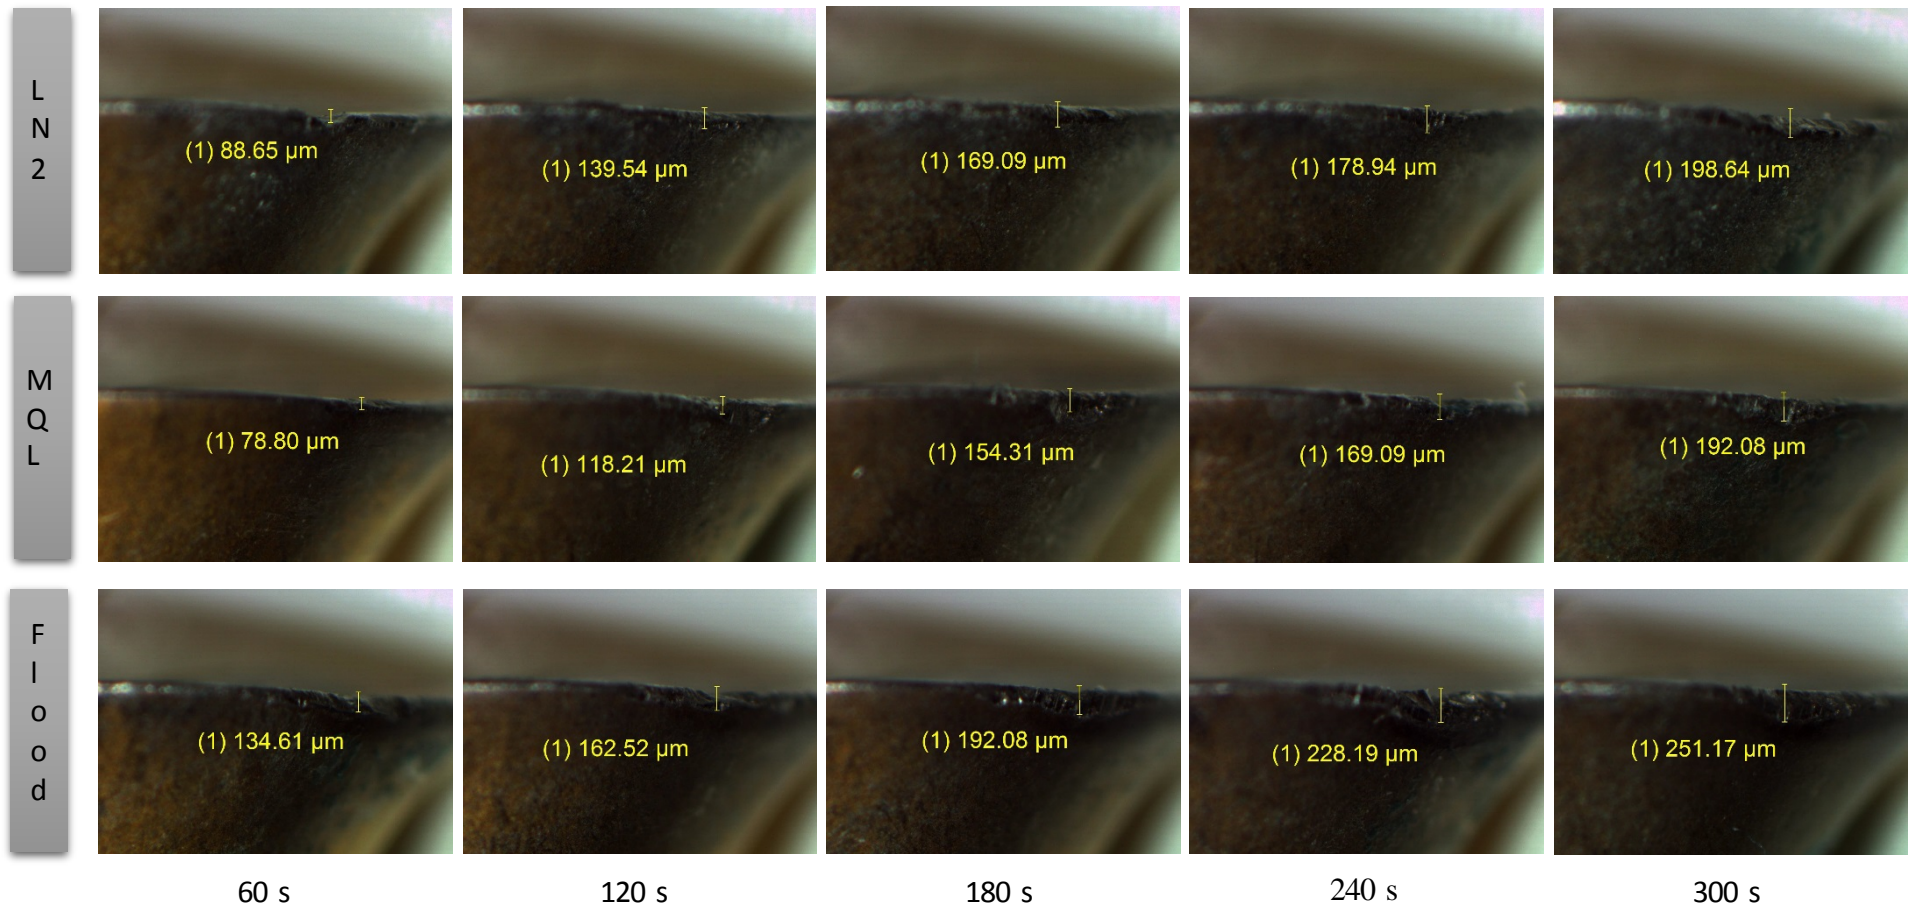 LN2
(1) 88.65 µm
(1) 139.54 µm
(1) 169.09 µm
(1) 178.94 µm
(1) 198.64 µm
MQL
(1) 78.80 µm
(1) 118.21 µm
(1) 154.31 µm
(1) 169.09 µm
(1) 192.08 µm
Flood
(1) 134.61 µm
(1) 162.52 µm
(1) 192.08 µm
(1) 228.19 µm
(1) 251.17 µm
60 s
120 s
180 s
240 s
300 s